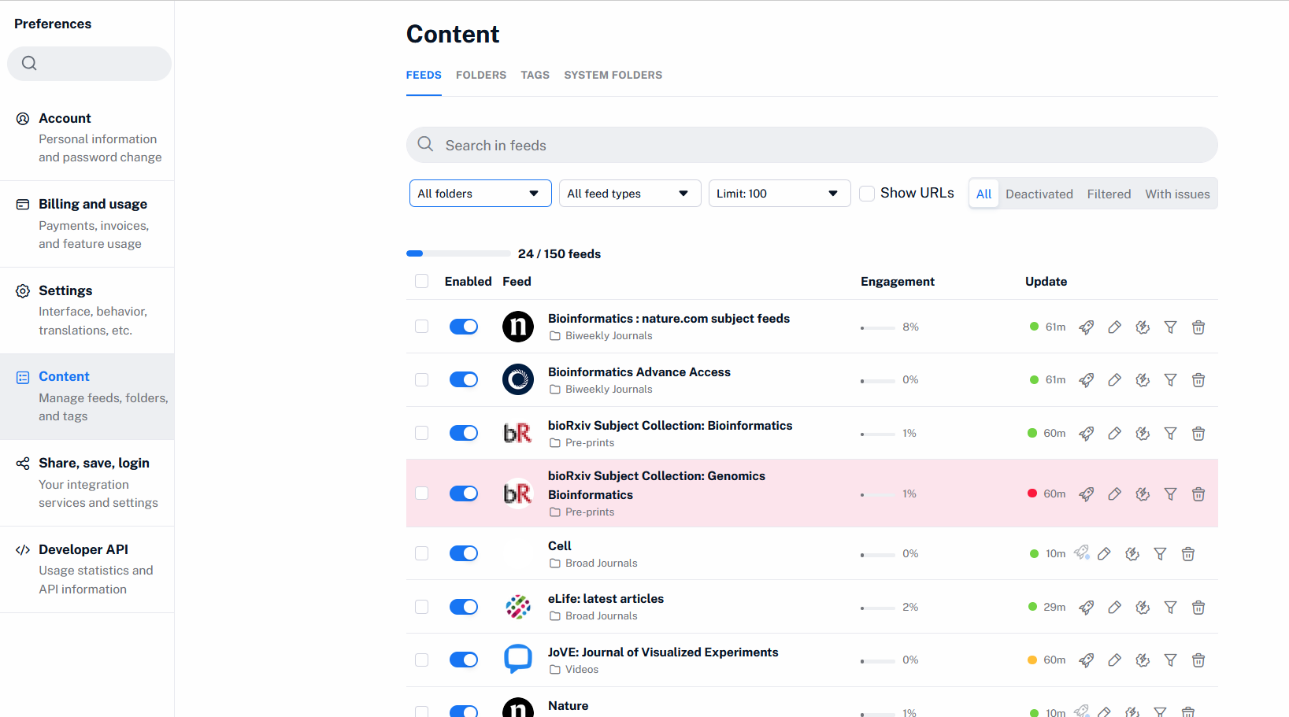 Preferences
Account
Personal information
and password change
Billing and usage
Payments, invoices,
and feature usage
Settings
Interface, behavior,
translations, etc.
Content
Manage feeds, folders,
and tags
Share, save, login
Your integration
services and settings
Developer API
Usage statistics and
API information
Content
FEEDS FOLDERS TAGS SYSTEM FOLDERS
Search in feeds
All folders All feed types Limit: 100 Show URLs All Deactivated Filtered With issues
24 / 150 feeds
Enabled Feed Engagement Update
n Bioinformatics : nature.com subject feeds 8% 61m
Biweekly Journals
Bioinformatics Advance Access 0% 61m
Biweekly Journals
bR bioRxiv Subject Collection: Bioinformatics 1% 60m
Pre-prints
bioRxiv Subject Collection: Genomics
bR Bioinformatics 1% 60m
Pre-prints
Cell 0% 10m
Broad Journals
eLife: latest articles 2% 29m
Broad Journals
JoVE: Journal of Visualized Experiments 0% 60m
Videos
n Nature 1% 10m